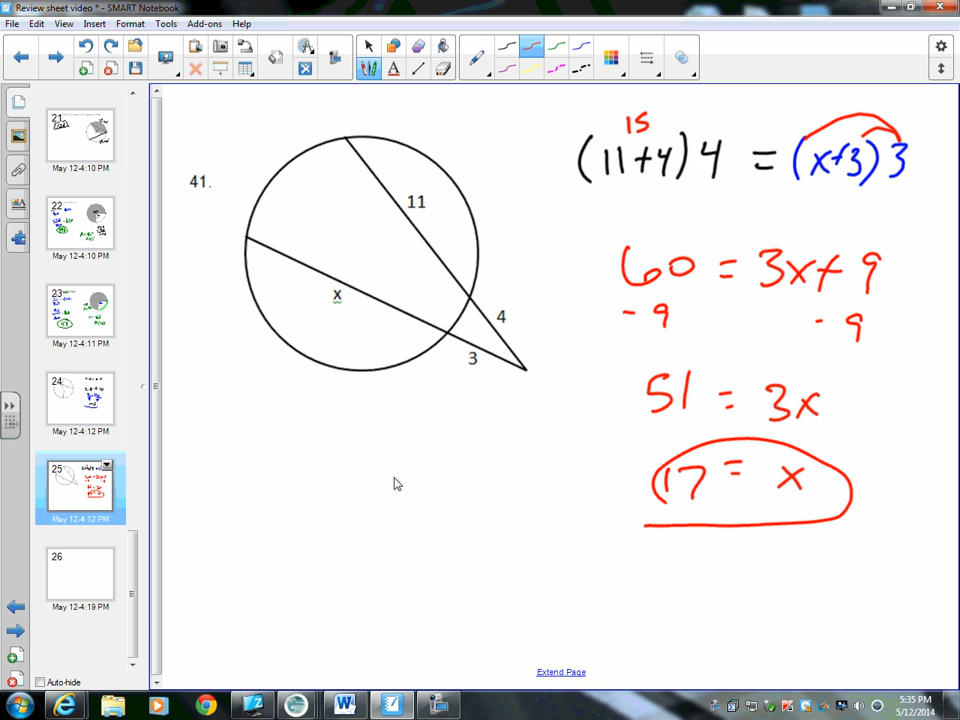 Review sheet video * - SMART Notebook
File Edit View Insert Format Tools Add-ons Help
21
May 12-4:10 PM
22
May 12-4:10 PM
23
May 12-4:11 PM
24
May 12-4:12 PM
25
May 12-4:12 PM
26
May 12-4:19 PM
Auto-hide
41.
11
x
4
3
15
(11+4)4 = (x+3)3
60 = 3x+9
-9 -9
51 = 3x
17 = x
Extend Page
5:35 PM
5/12/2014